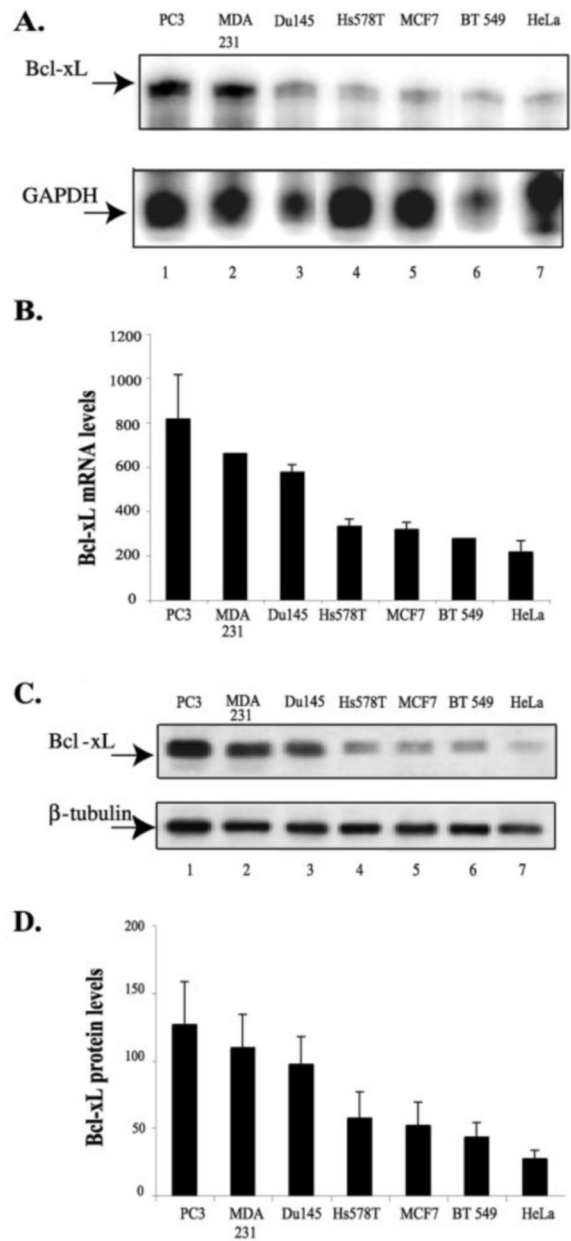 A.
PC3 MDA 231 Du145 Hs578T MCF7 BT 549 HeLa
Bcl-xL
GAPDH
1 2 3 4 5 6 7
B.
Bcl-xL mRNA levels
1200
1000
800
600
400
200
0
PC3 MDA 231 Du145 Hs578T MCF7 BT 549 HeLa
C.
PC3 MDA 231 Du145 Hs578T MCF7 BT 549 HeLa
Bcl-xL
β-tubulin
1 2 3 4 5 6 7
D.
Bcl-xL protein levels
200
150
100
50
0
PC3 MDA 231 Du145 Hs578T MCF7 BT 549 HeLa